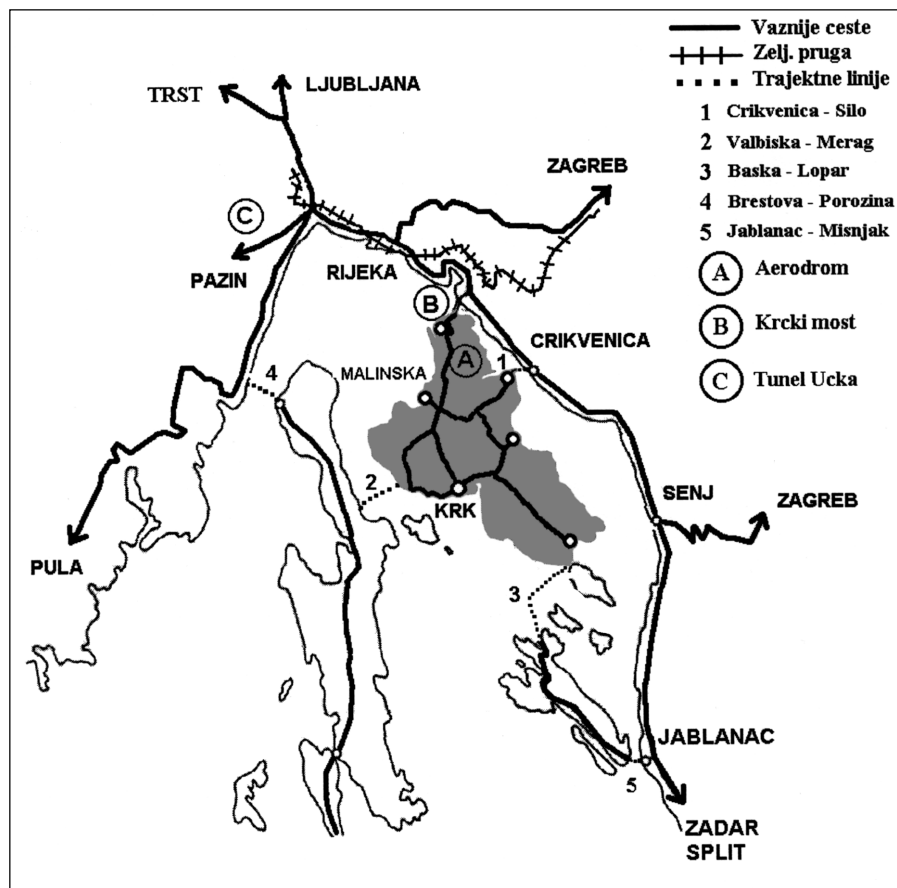 Vaznije ceste
Zelj. pruga
Trajektne linije
1 Crikvenica - Silo
2 Valbiska - Merag
3 Baska - Lopar
4 Brestova - Porozina
5 Jablanac - Misnjak
A Aerodrom
B Krcki most
C Tunel Ucka
TRST
LJUBLJANA
ZAGREB
C
PAZIN
RIJEKA
B
CRIKVENICA
A
1
MALINSKA
4
2
KRK
SENJ
ZAGREB
PULA
3
JABLANAC
5
ZADAR
SPLIT